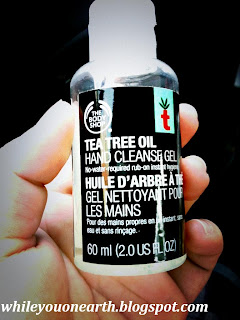 THE
BODY
SHOP
t
TEA TREE OIL
HAND CLEANSE GEL
No-water-required rub-on instant
HUILE D'ARBRE À THÉ
GEL NETTOYANT POUR
LES MAINS
Pour des mains propres en instant, sans
eau et sans rinçage.
60 ml (2.0 US FL.OZ)
whileyouonearth.blogspot.com